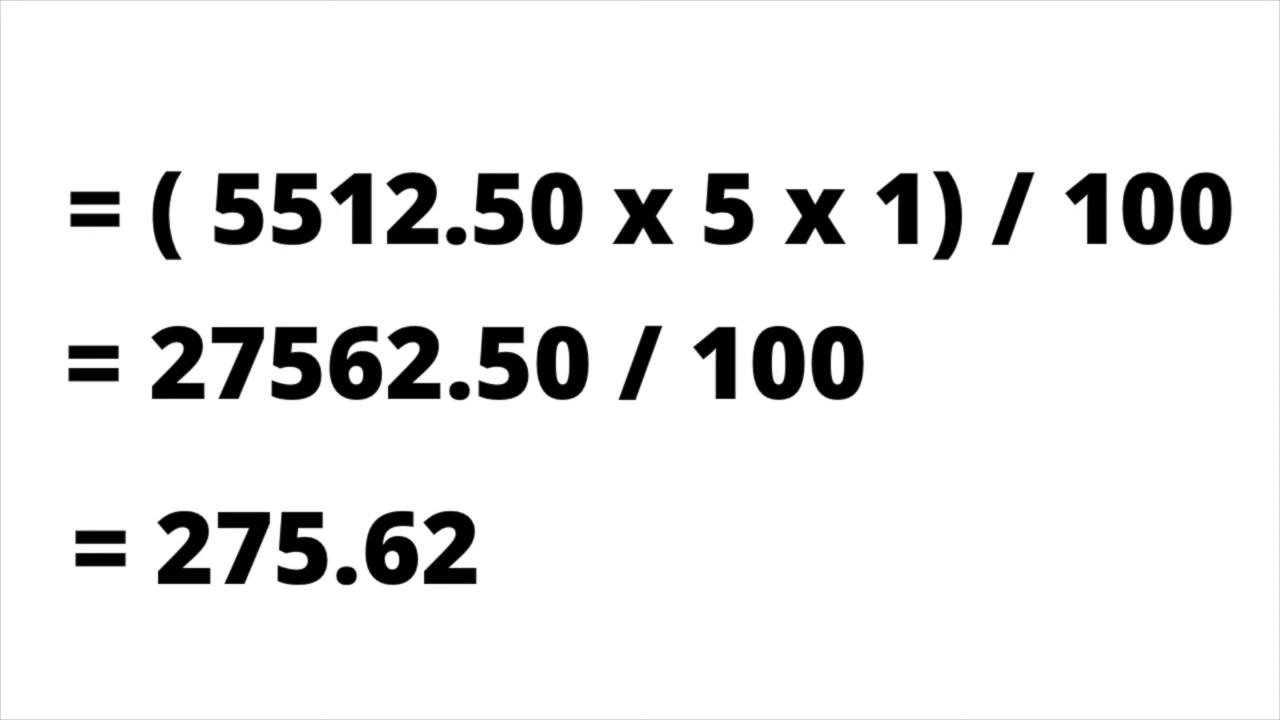 = ( 5512.50 x 5 x 1) / 100
= 27562.50 / 100
= 275.62